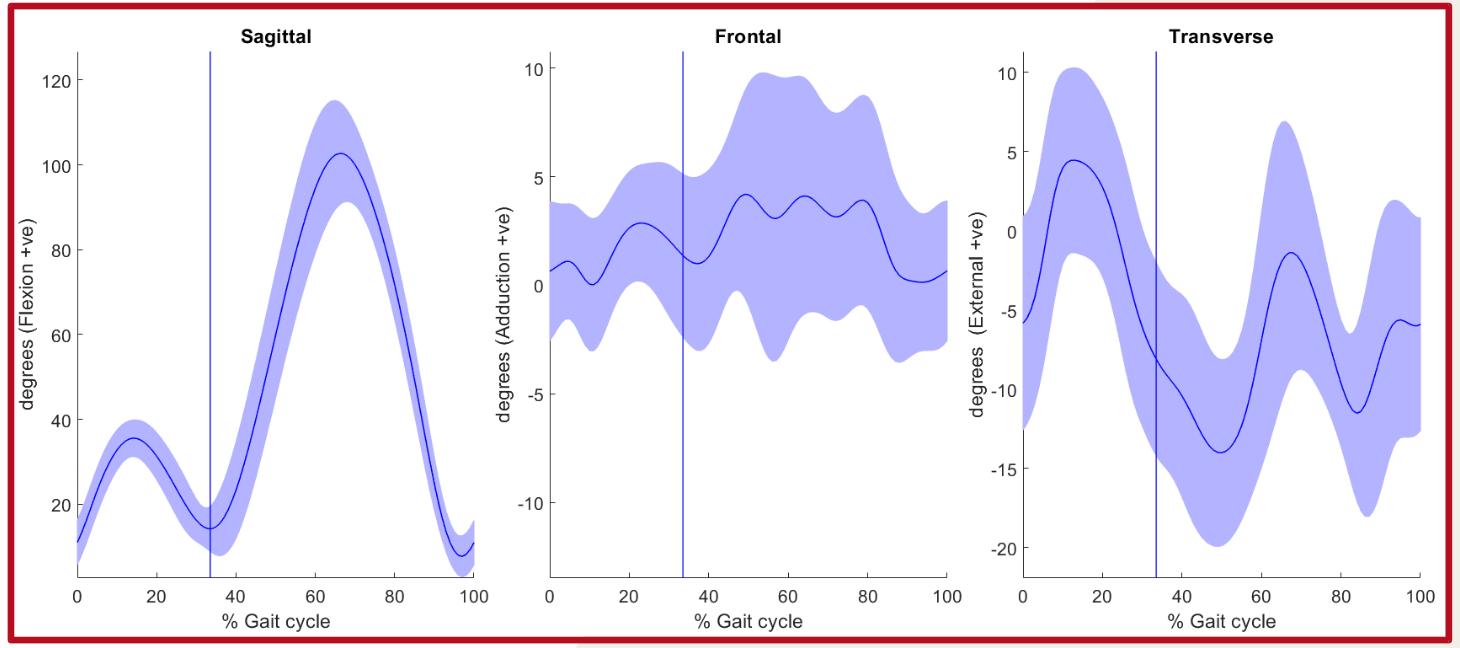 Sagittal
degrees (Flexion +ve)
120
100
80
60
40
20
0 20 40 60 80 100
% Gait cycle
Frontal
degrees (Adduction +ve)
10
5
0
-5
-10
0 20 40 60 80 100
% Gait cycle
Transverse
degrees (External +ve)
10
5
0
-5
-10
-15
-20
0 20 40 60 80 100
% Gait cycle